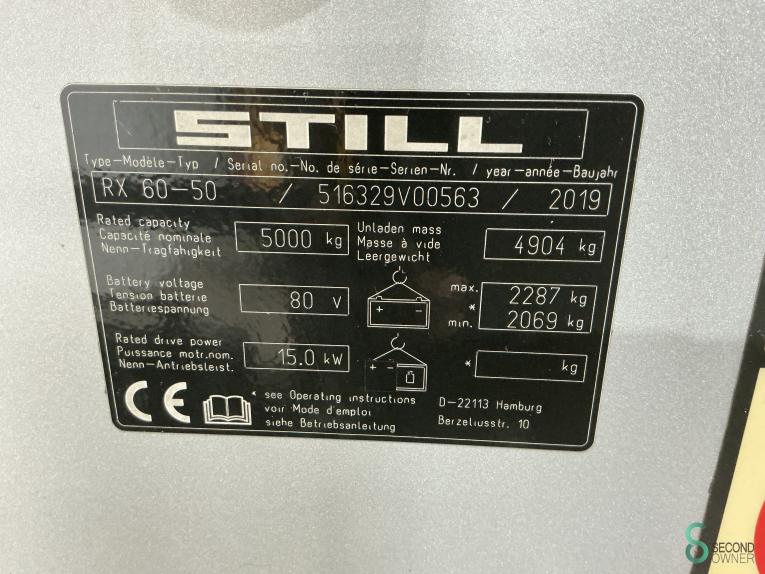 STILL
Type-Modèle-Typ / Serial no.-No. de série-Serien-Nr. / year-année-Baujahr
RX 60-50 / 516329V00563 / 2019
Rated capacity
Capacité nominale
Nenn-Tragfähigkeit
5000 kg
Unladen mass
Masse à vide
Leergewicht
4904 kg
Battery voltage
Tension batterie
Batteriespannung
80 V
+ -
max. 2287 kg
*
min. 2069 kg
Rated drive power
Puissance motr.nom.
Nenn-Antriebsleist.
15.0 kW
+ -
* kg
CE
* see Operating instructions
voir Mode d'emploi
siehe Betriebsanleitung
D-22113 Hamburg
Berzeliusstr. 10
SECOND
OWNER